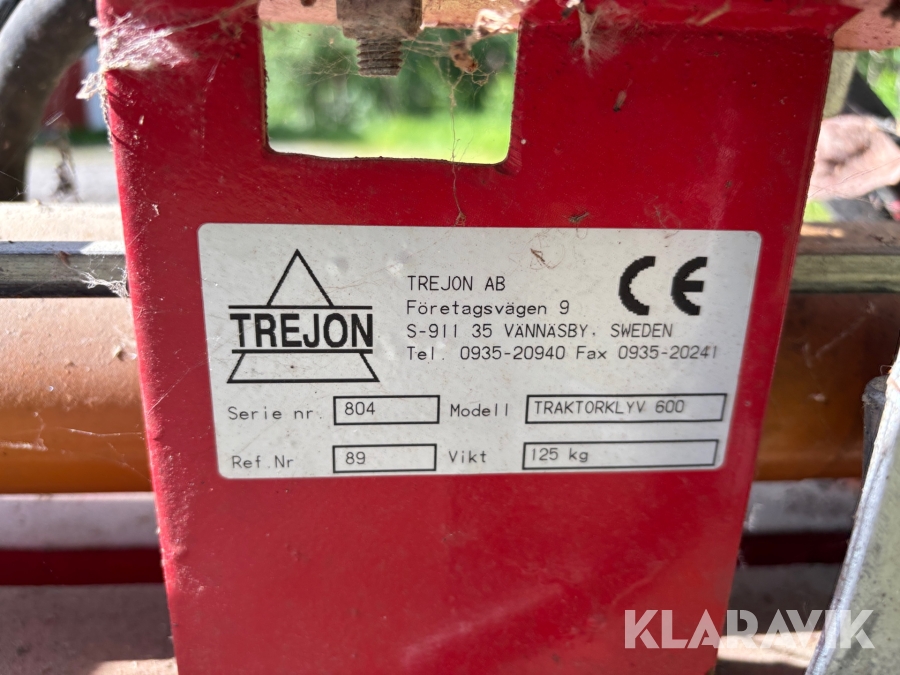 TREJON
TREJON AB
Företagsvägen 9
S-911 35 VÄNNÄSBY. SWEDEN
Tel. 0935-20940 Fax 0935-20241
CE
Serie nr. 804 Modell TRAKTORKLYV 600
Ref.Nr 89 Vikt 125 kg
KLARAVIK